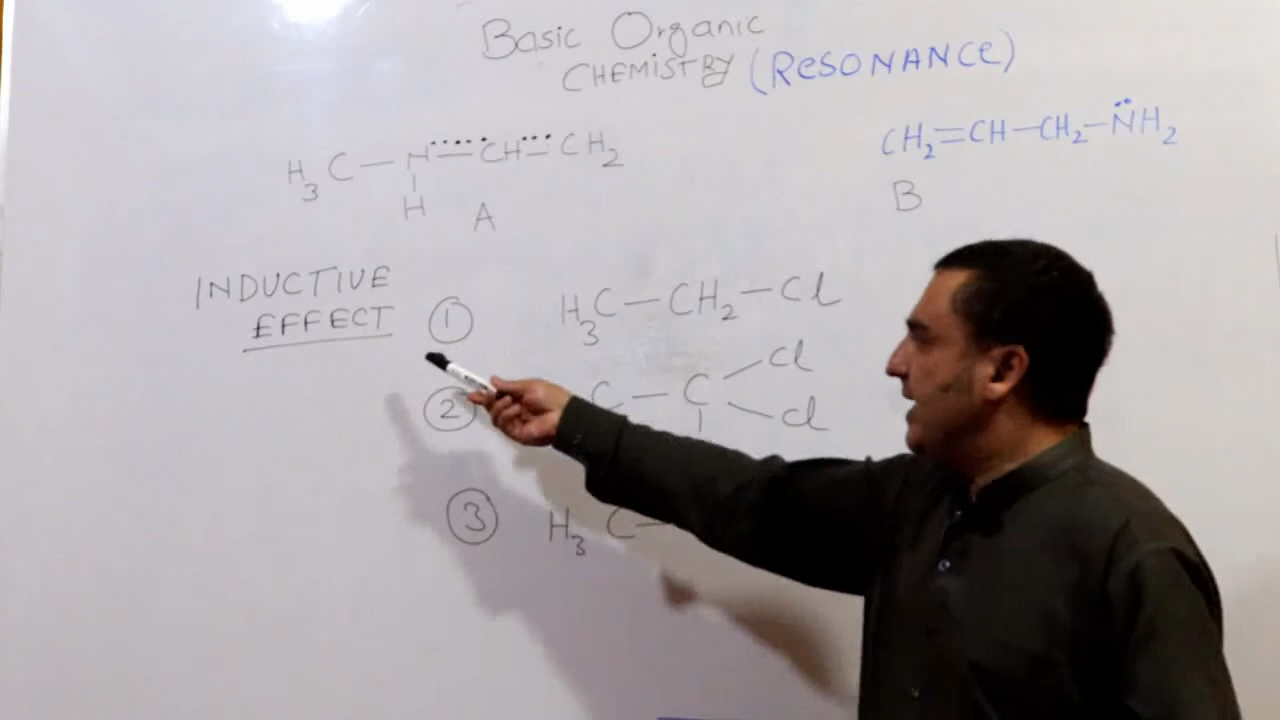 Basic Organic
CHEMISTRY (RESONANCE)
H3C—N=CH=CH2
H
A
CH2=CH—CH2—N̈H2
B
INDUCTIVE
EFFECT
① H3C—CH2—Cl
② C—C Cl
Cl
③ H3C—